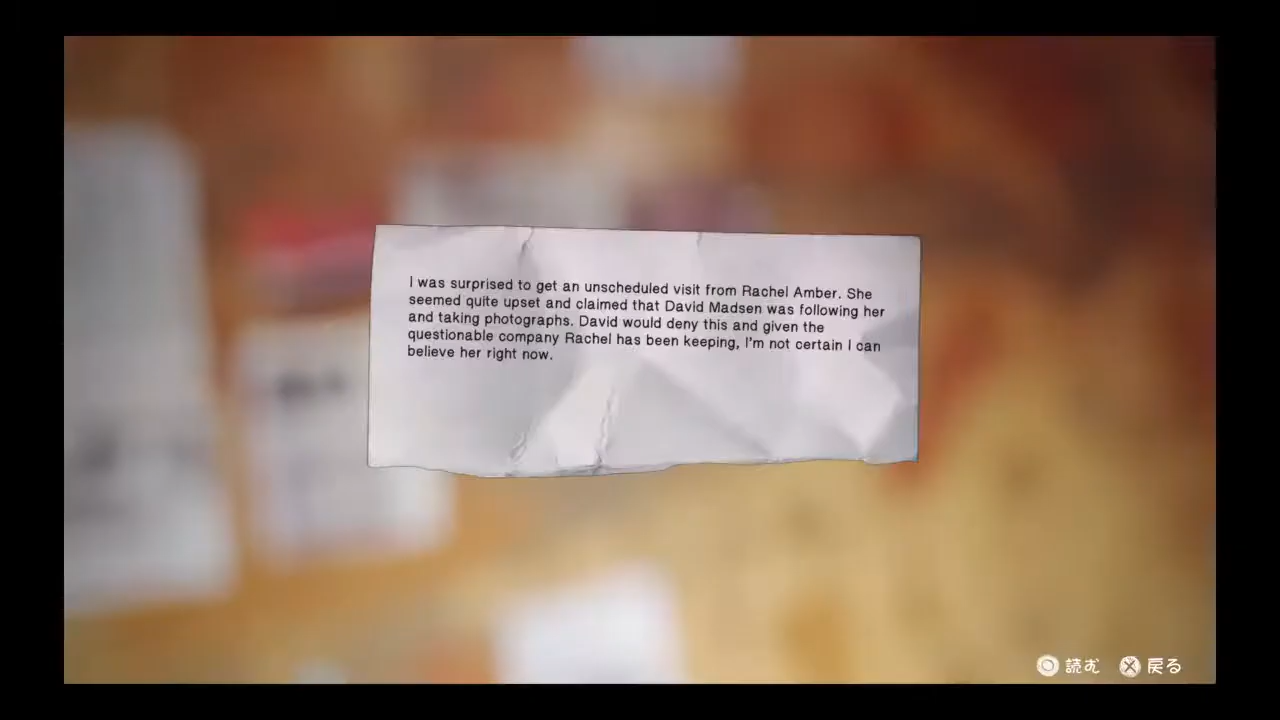 I was surprised to get an unscheduled visit from Rachel Amber. She
seemed quite upset and claimed that David Madsen was following her
and taking photographs. David would deny this and given the
questionable company Rachel has been keeping, I'm not certain I can
believe her right now.
読む 戻る